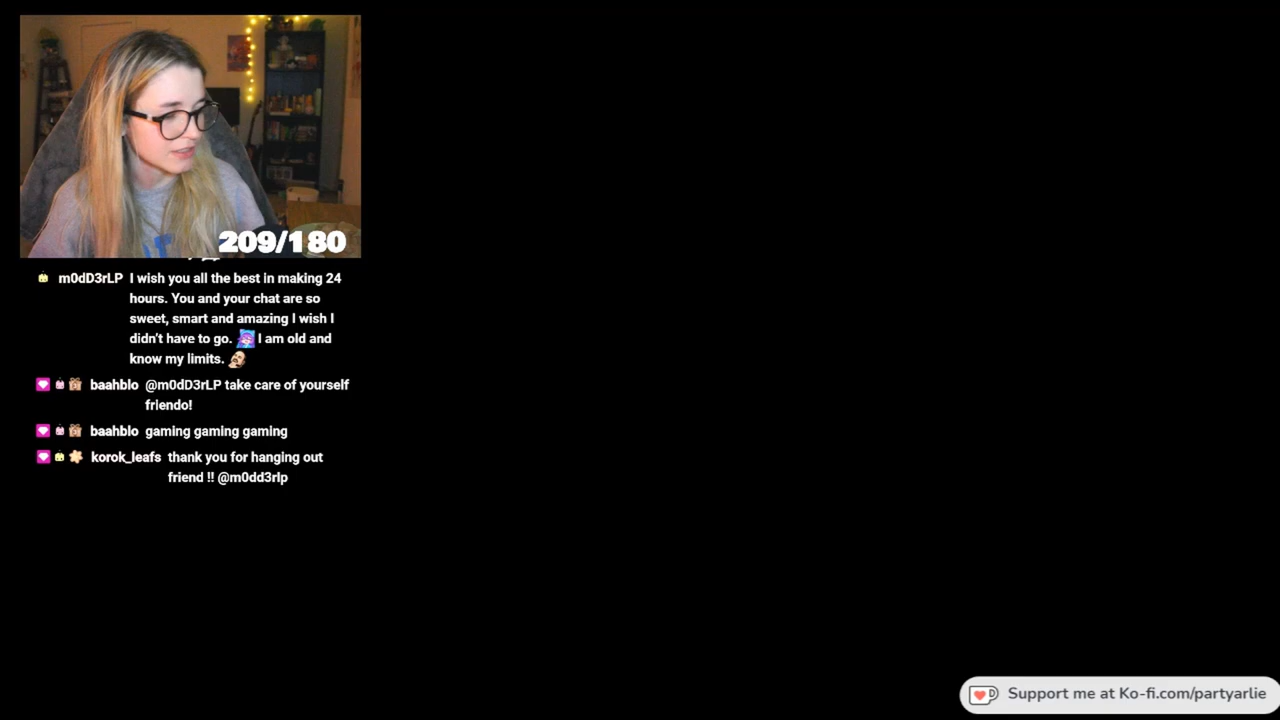 209/180
m0dD3rLP I wish you all the best in making 24
hours. You and your chat are so
sweet, smart and amazing I wish I
didn't have to go. I am old and
know my limits.
baahblo @m0dD3rLP take care of yourself
friendo!
baahblo gaming gaming gaming
korok_leafs thank you for hanging out
friend !! @m0dd3rlp
Support me at Ko-fi.com/partyarlie